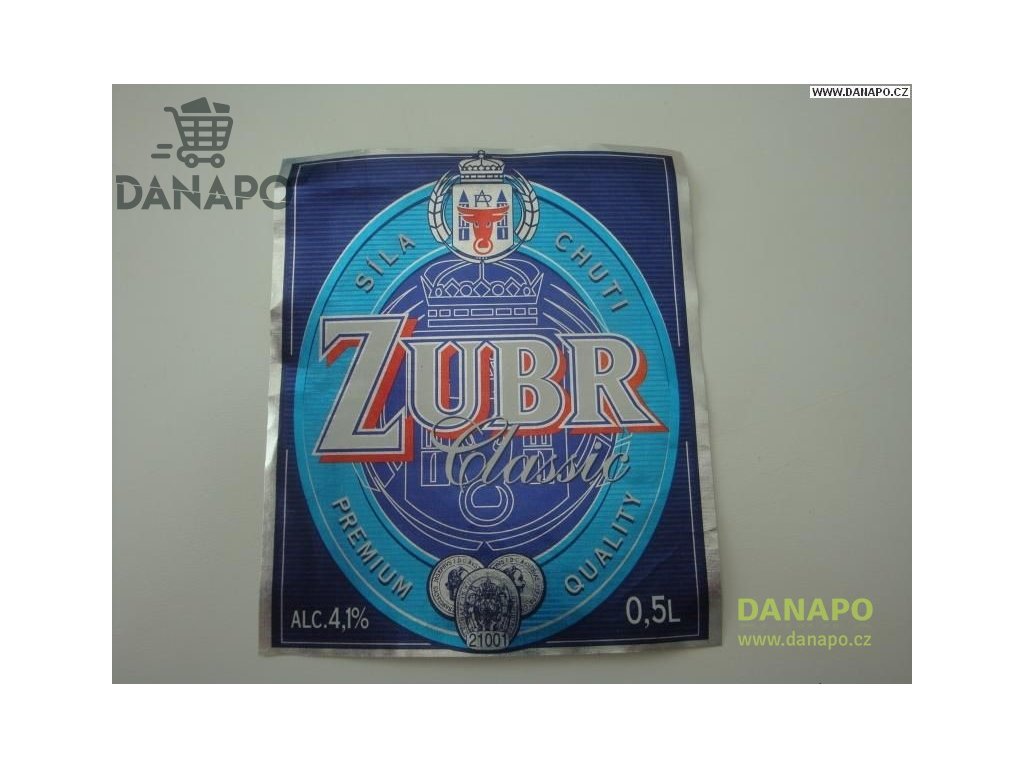 WWW.DANAPO.CZ
DANAPO
SÍLA CHUTI
ZUBR
Classic
PREMIUM QUALITY
ALC.4,1%
0,5L
21001
DANAPO
www.danapo.cz